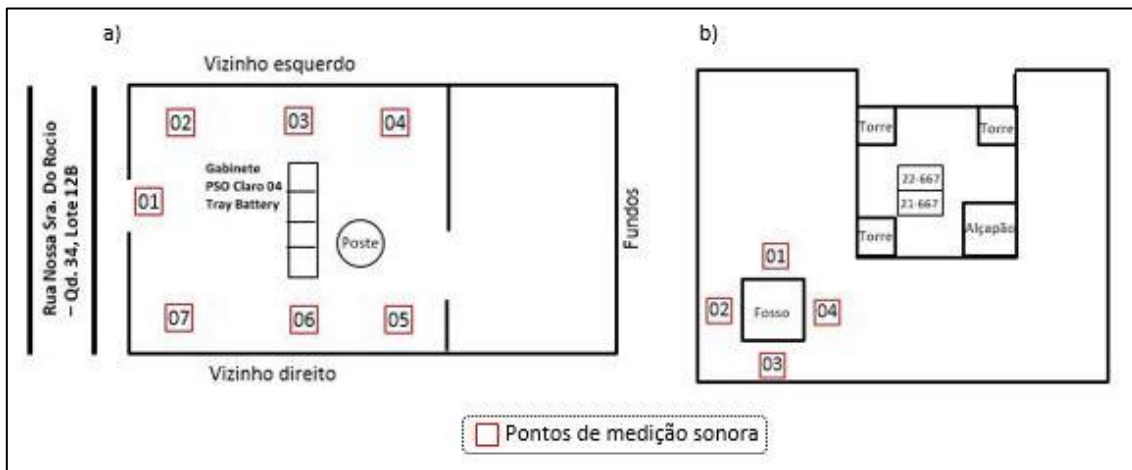 a)
Vizinho esquerdo
Rua Nossa Sra. Do Rocio
– Qd. 34, Lote 12B
02
03
04
Gabinete
PSO Claro 04
Tray Battery
01
Poste
07
06
05
Fundos
Vizinho direito
b)
Torre
Torre
22-667
21-667
Torre
Alçapão
01
02
Fosso
04
03
Pontos de medição sonora